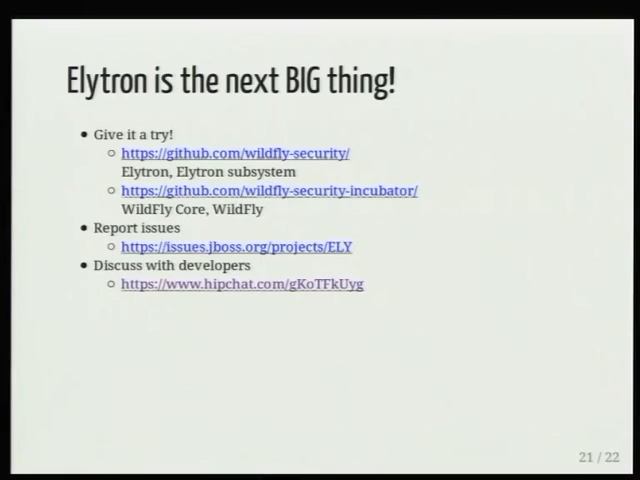 Elytron is the next BIG thing!
• Give it a try!
○ https://github.com/wildfly-security/
Elytron, Elytron subsystem
○ https://github.com/wildfly-security-incubator/
WildFly Core, WildFly
• Report issues
○ https://issues.jboss.org/projects/ELY
• Discuss with developers
○ https://www.hipchat.com/gKoTFkUyg
21 / 22